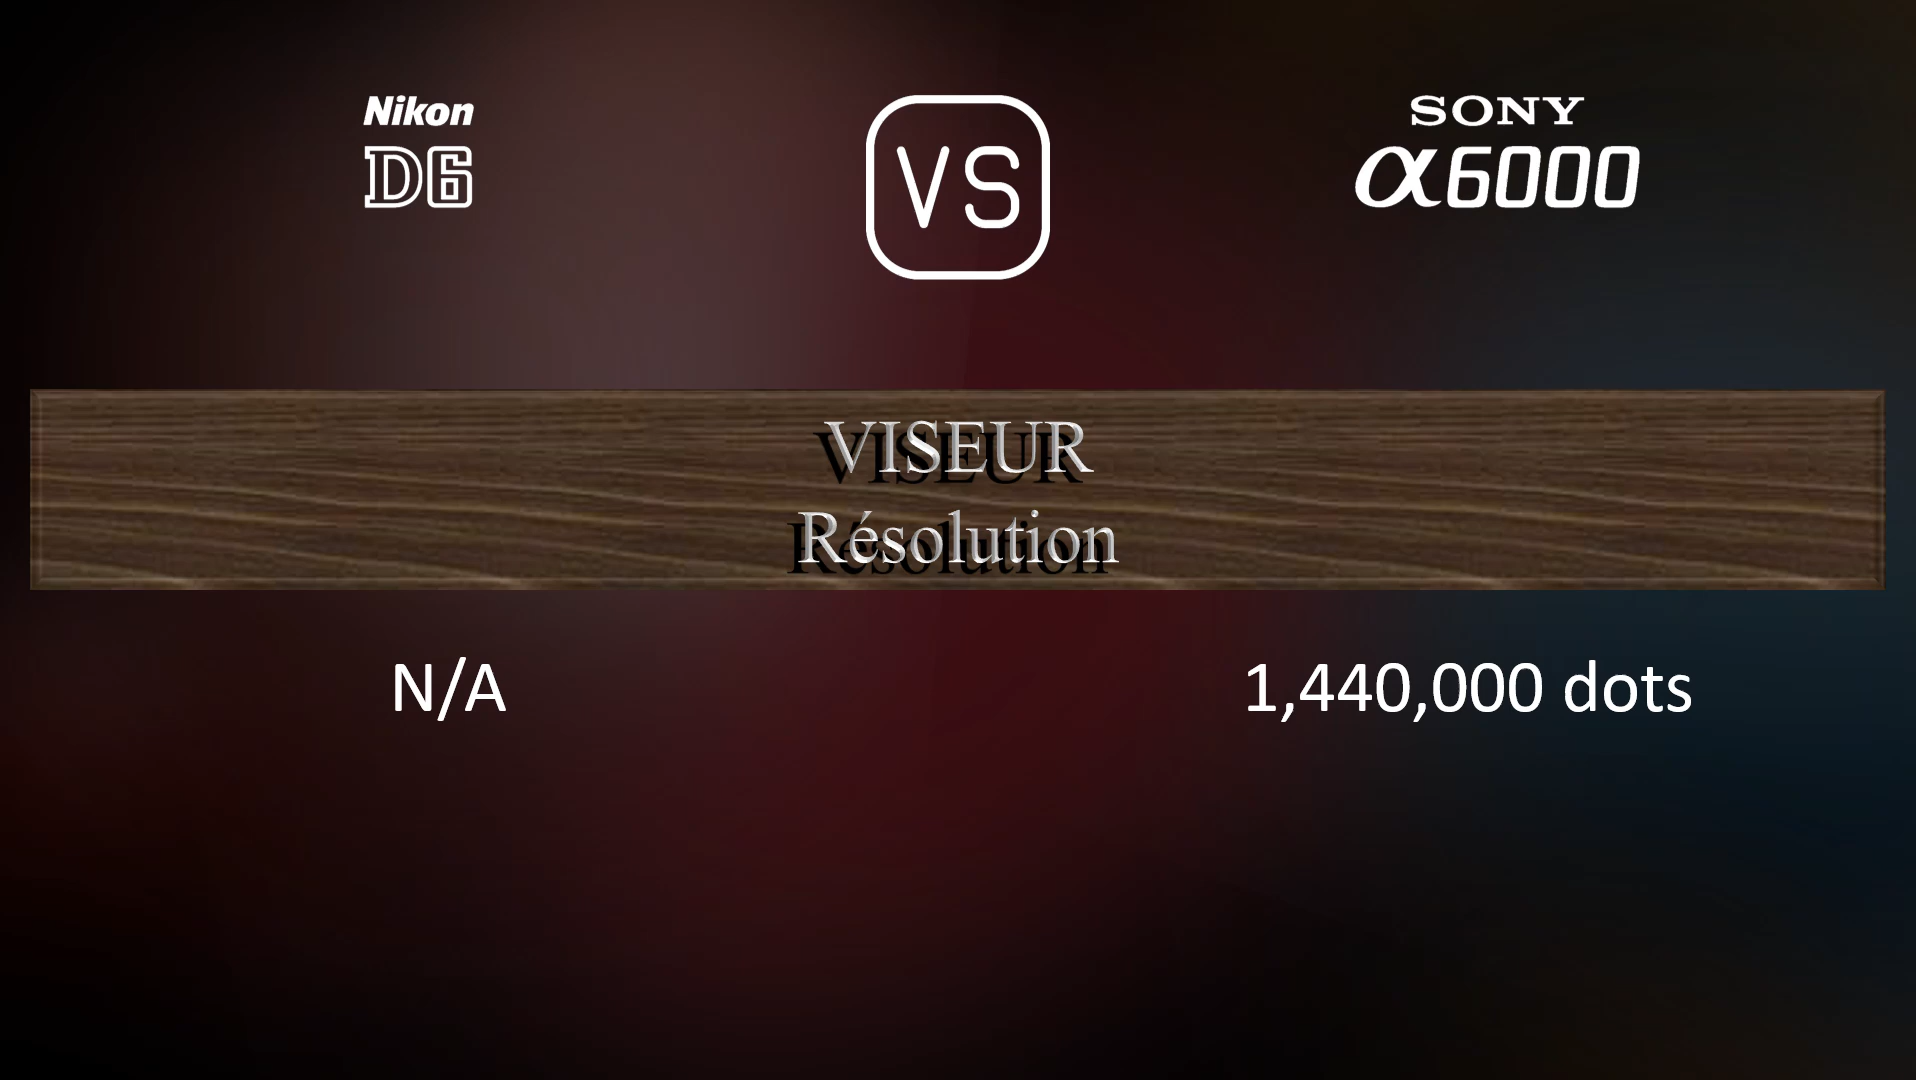 Nikon
D6
VS
SONY
α6000
VISEUR
Résolution
N/A
1,440,000 dots